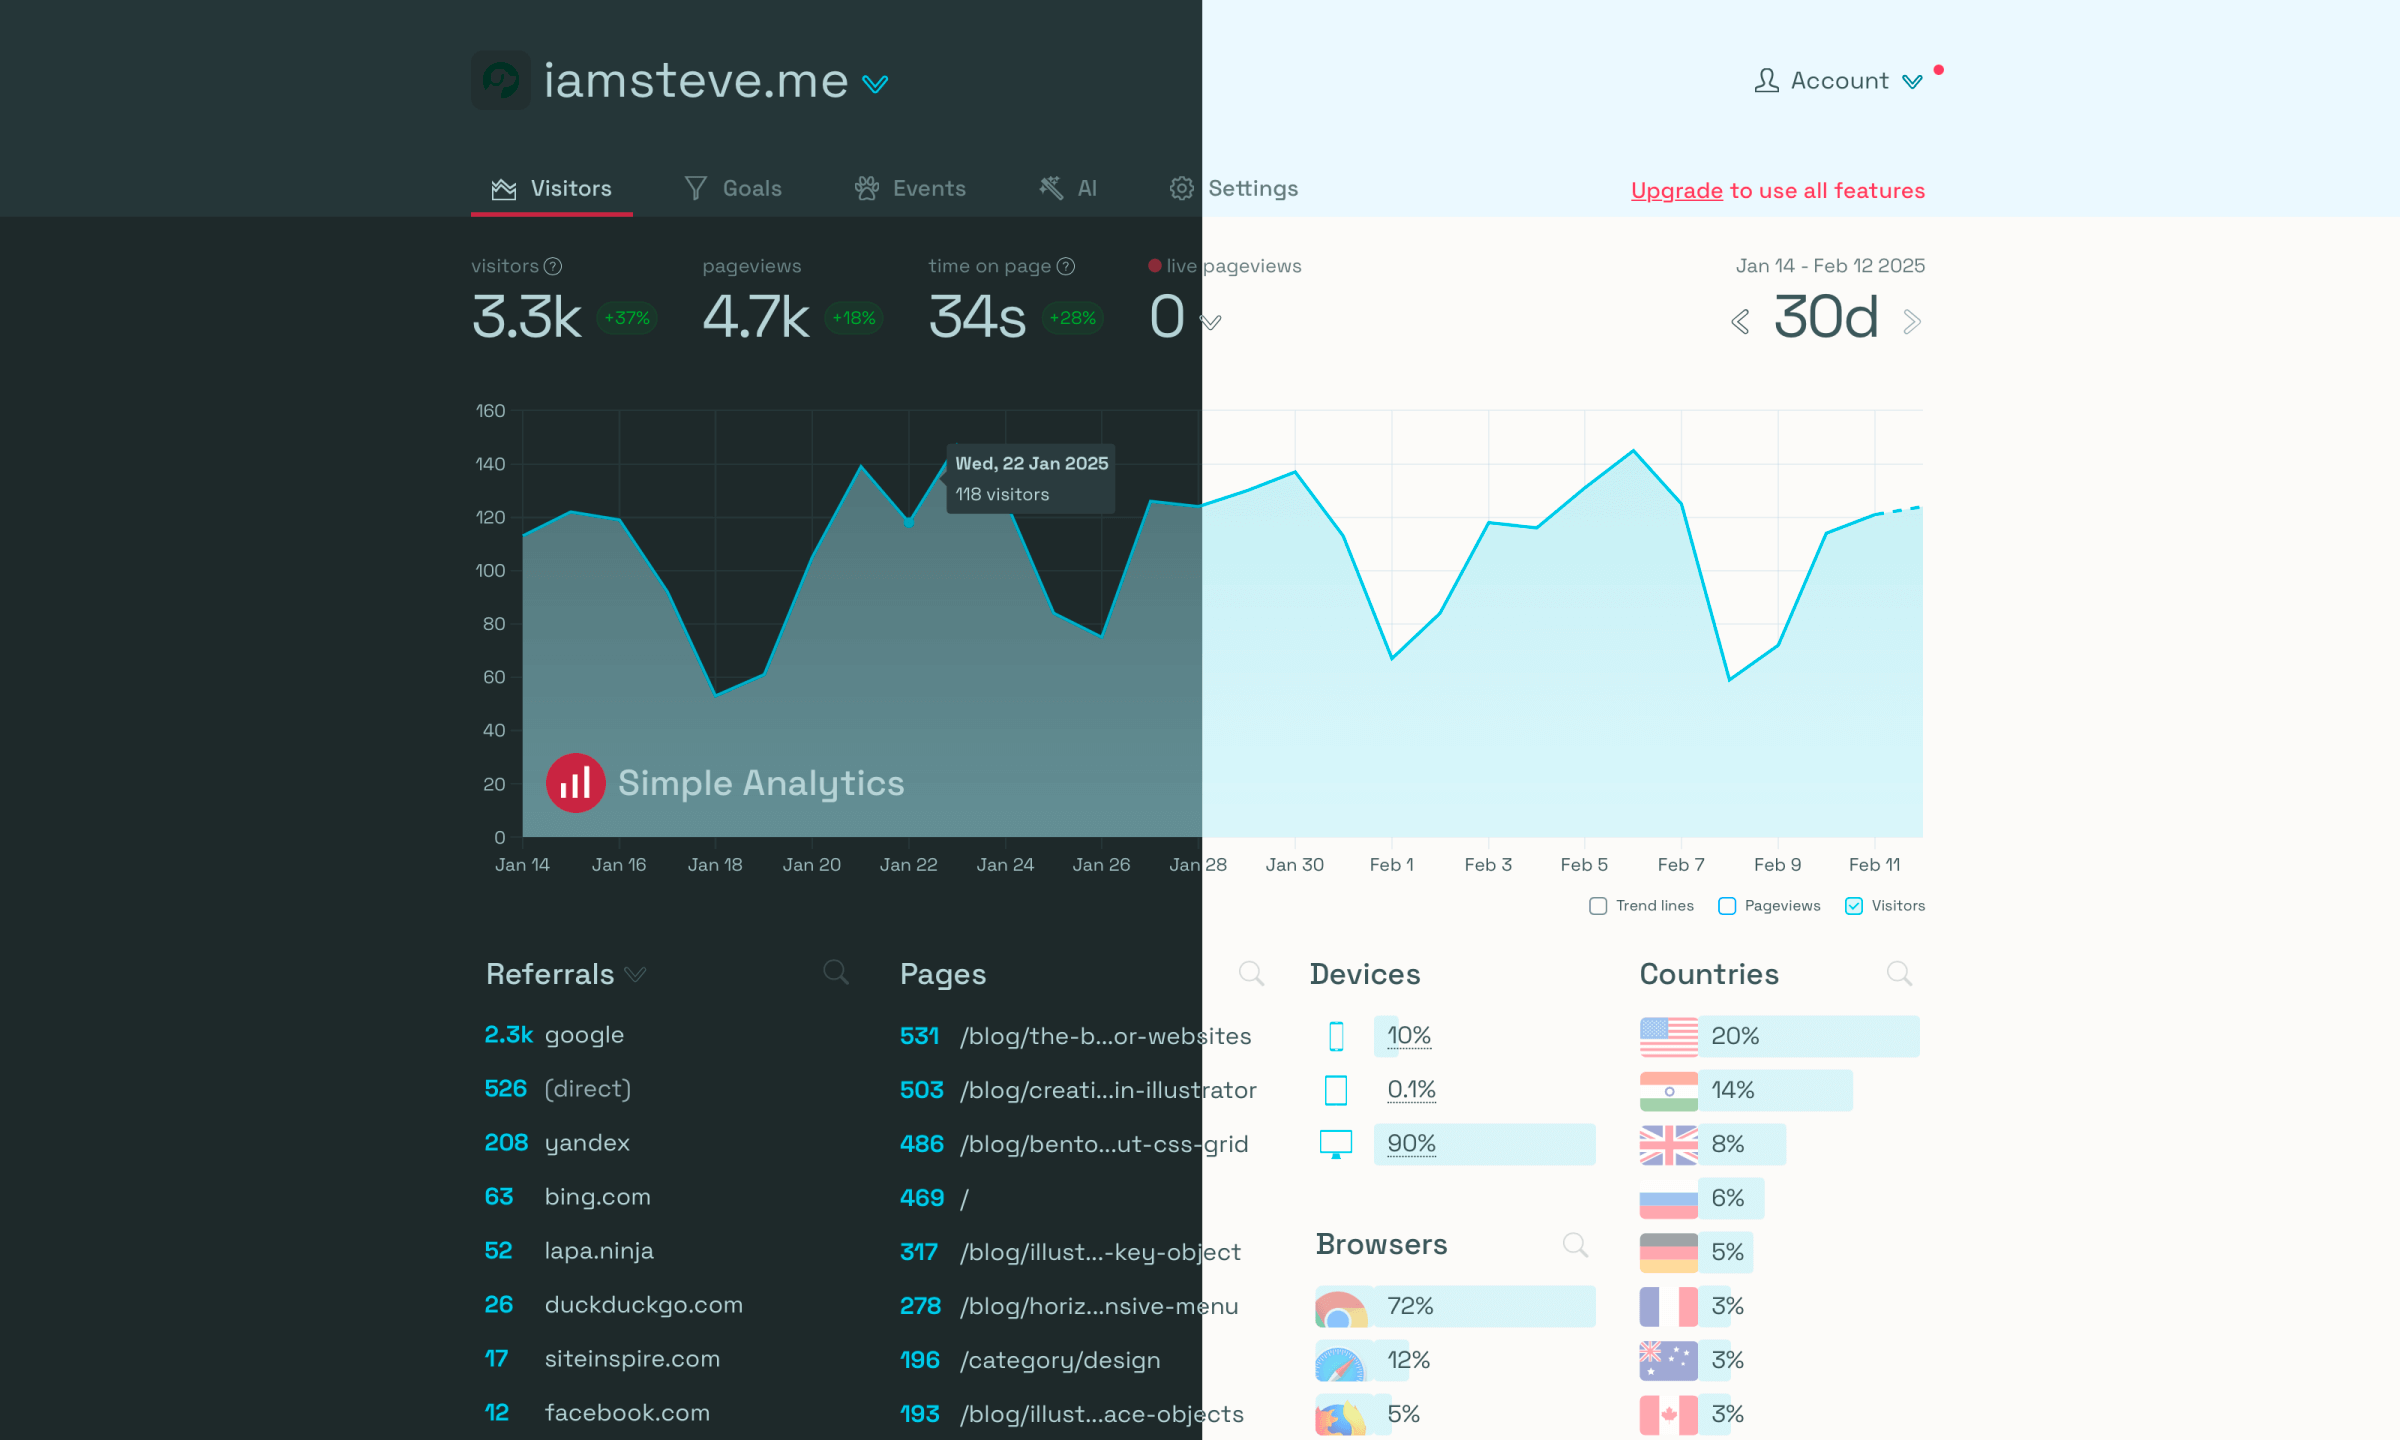 iamsteve.me
Account
Visitors Goals Events AI Settings
Upgrade to use all features
visitors pageviews time on page live pageviews
Jan 14 - Feb 12 2025
3.3k +37% 4.7k +18% 34s +28% 0
30d
160
140
120
100
80
60
40
20
0
Wed, 22 Jan 2025
118 visitors
Simple Analytics
Jan 14 Jan 16 Jan 18 Jan 20 Jan 22 Jan 24 Jan 26 Jan 28 Jan 30 Feb 1 Feb 3 Feb 5 Feb 7 Feb 9 Feb 11
Trend lines Pageviews Visitors
Referrals
2.3k google
526 (direct)
208 yandex
63 bing.com
52 lapa.ninja
26 duckduckgo.com
17 siteinspire.com
12 facebook.com
Pages
531 /blog/the-b...or-websites
503 /blog/creati...in-illustrator
486 /blog/bento...ut-css-grid
469 /
317 /blog/illust...-key-object
278 /blog/horiz...nsive-menu
196 /category/design
193 /blog/illust...ace-objects
Devices
10%
0.1%
90%
Browsers
72%
12%
5%
Countries
20%
14%
8%
6%
5%
3%
3%
3%